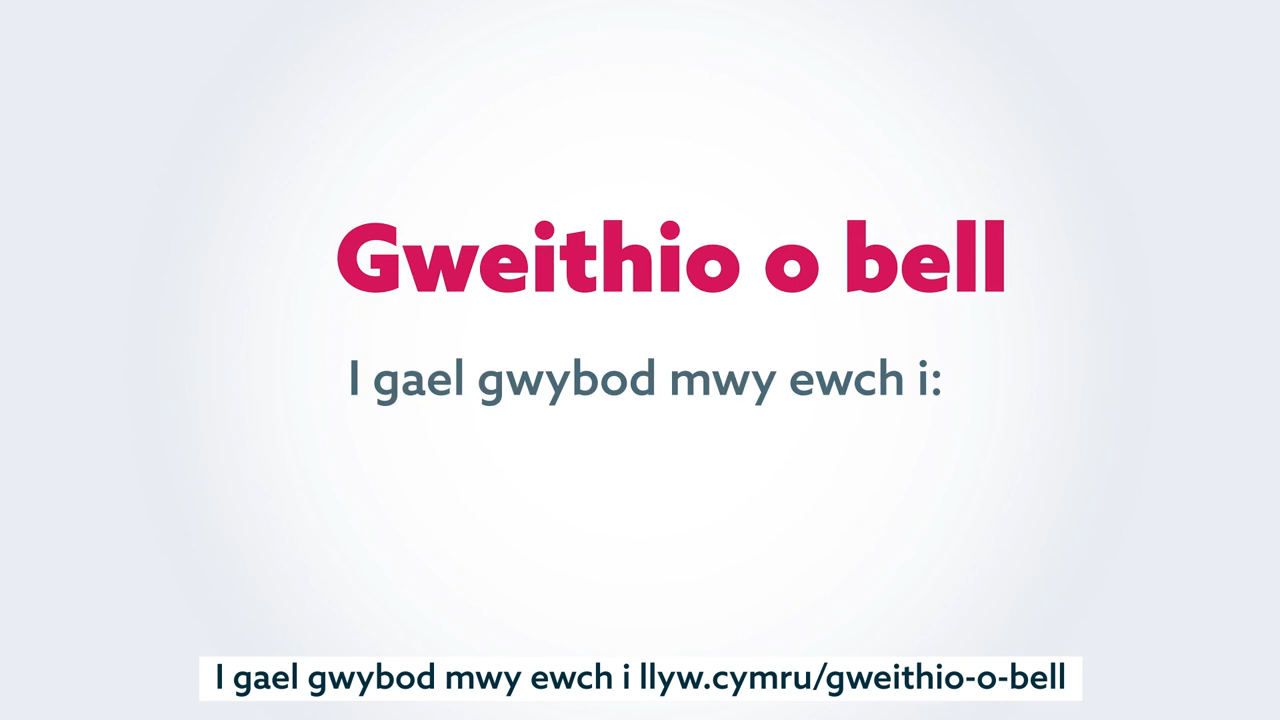 Gweithio o bell
I gael gwybod mwy ewch i:
I gael gwybod mwy ewch i llyw.cymru/gweithio-o-bell